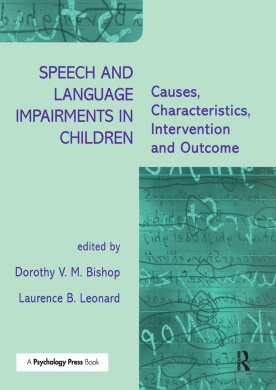 SPEECH AND
LANGUAGE
IMPAIRMENTS IN
CHILDREN
Causes,
Characteristics,
Intervention
and Outcome
edited by
Dorothy V. M. Bishop
Laurence B. Leonard
A Psychology Press Book
R